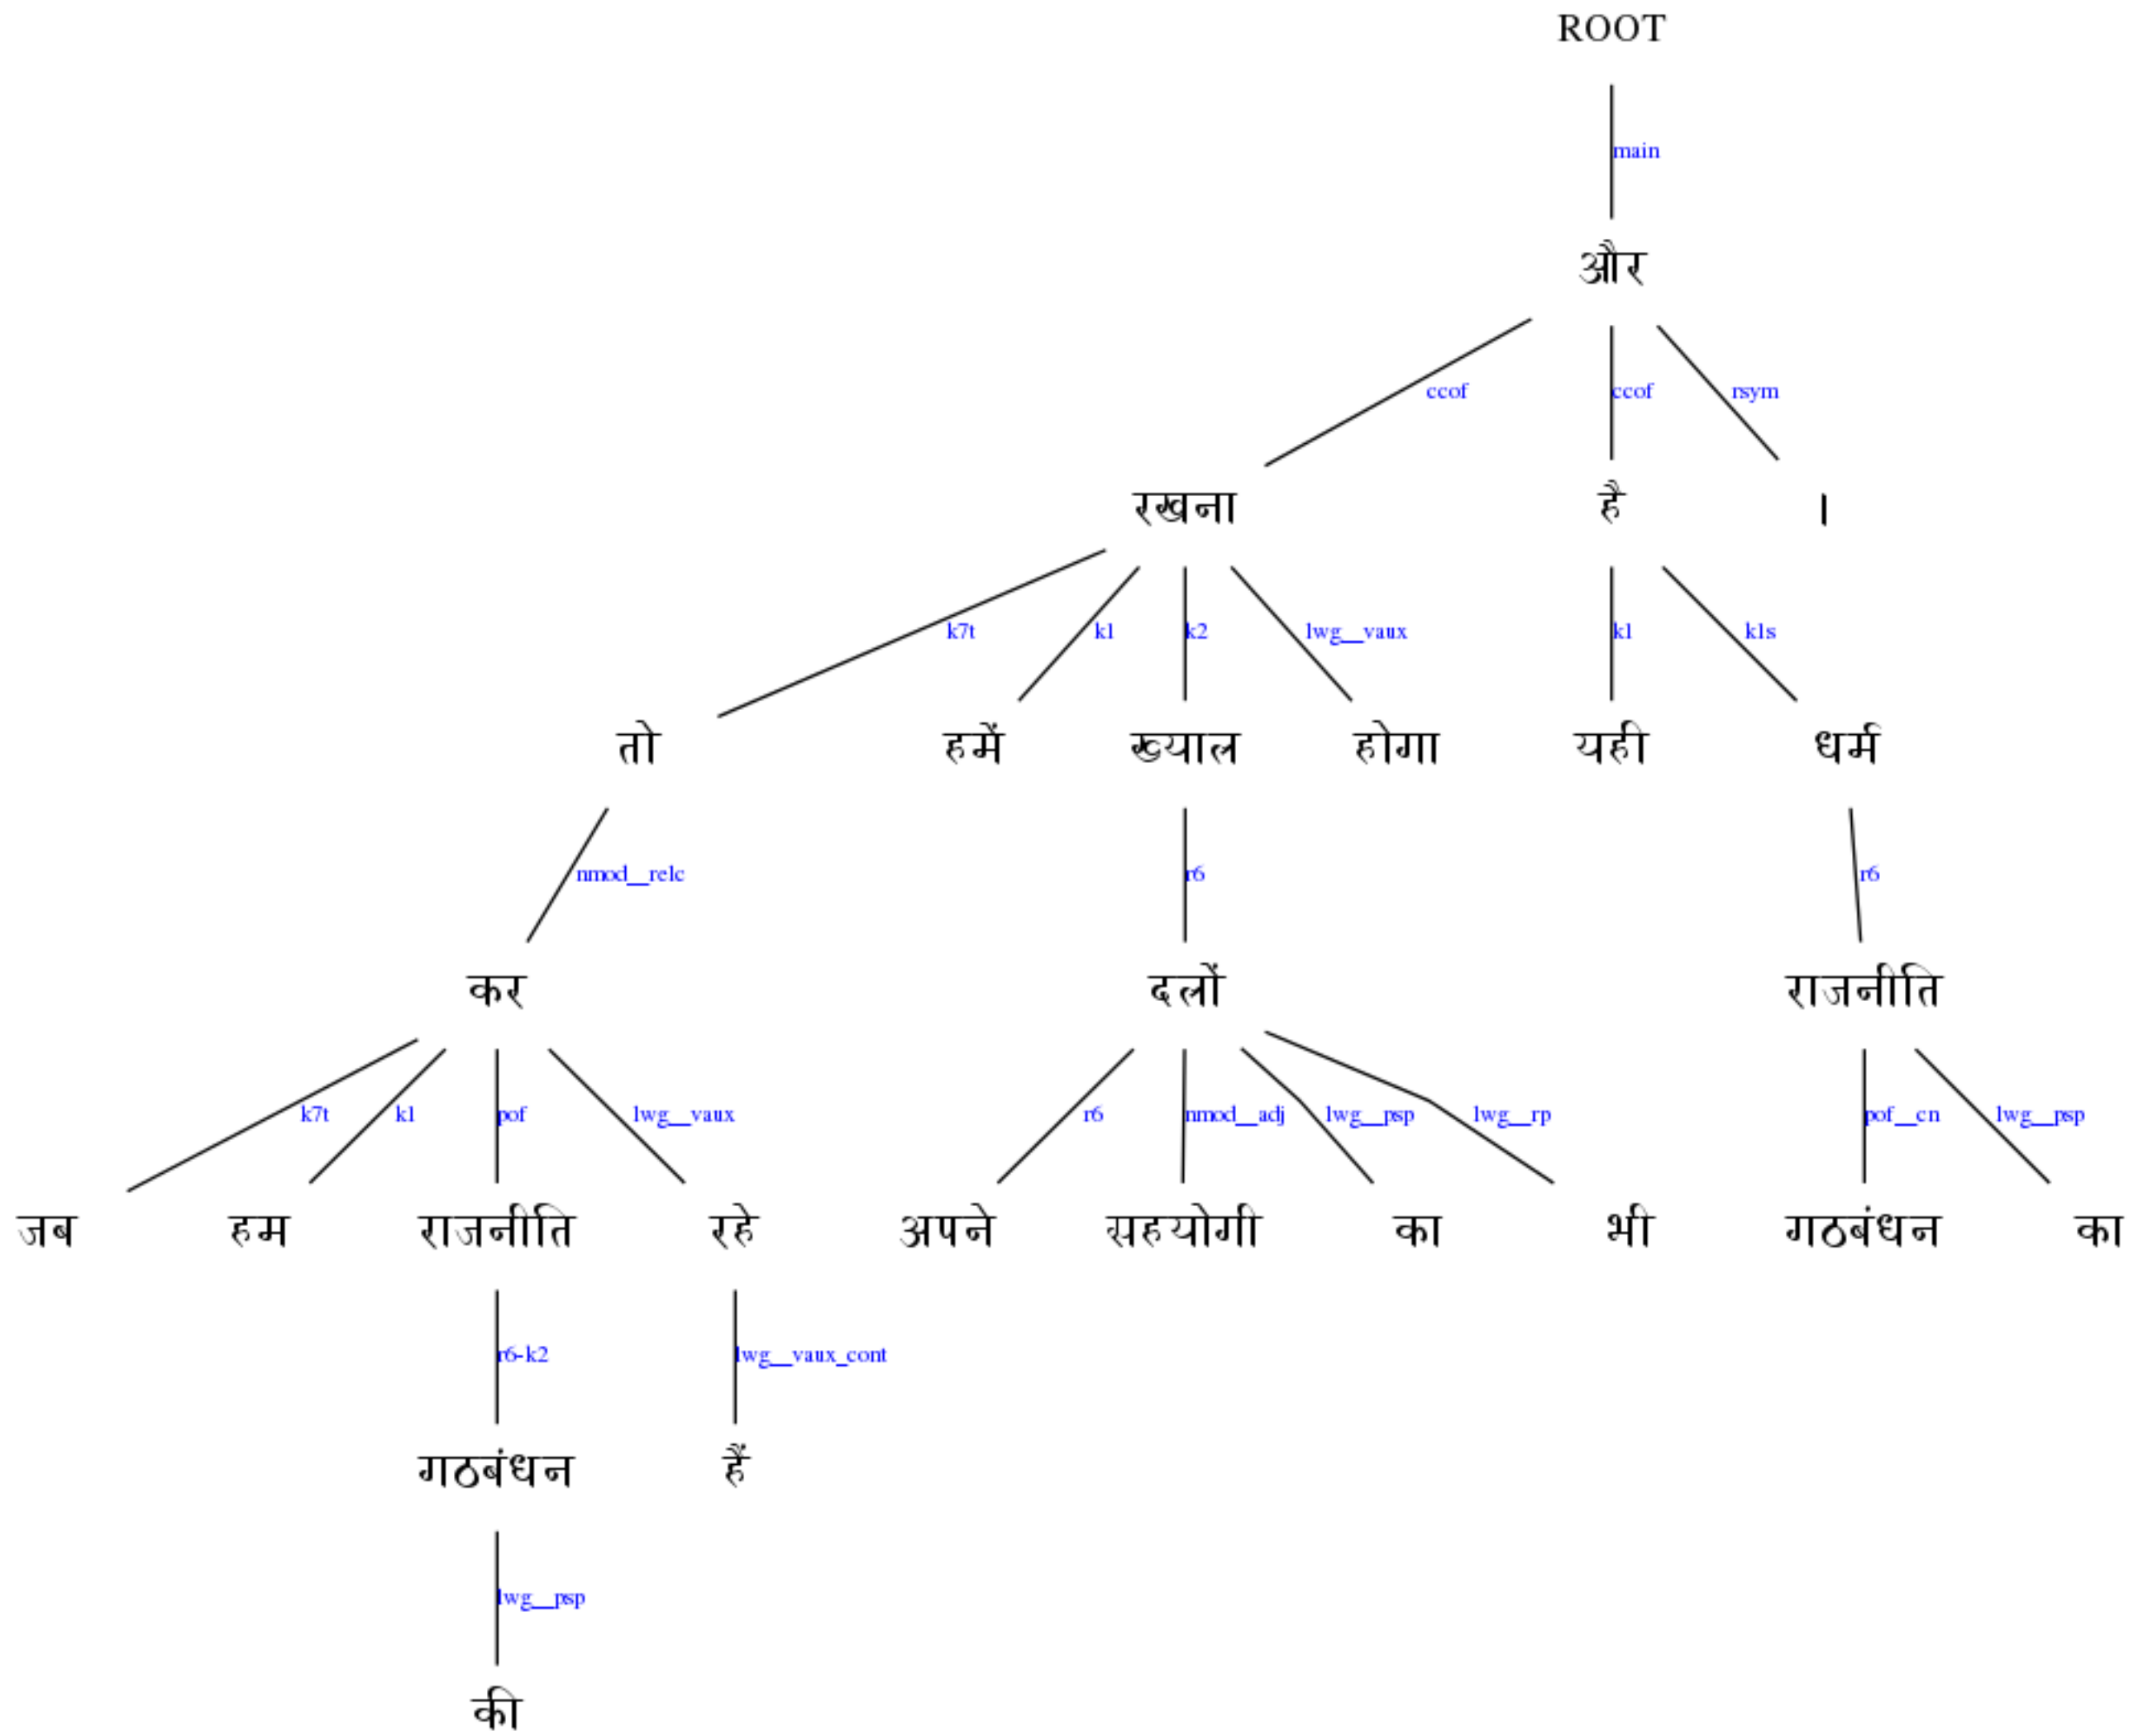 ROOT
main
और
ccof ccof rsym
रखना है ।
k7t k1 k2 lwg__vaux k1 k1s
तो हमें ख्याल होगा यही धर्म
nmod__relc r6 r6
कर दलों राजनीति
k7t k1 pof lwg__vaux r6 nmod__adj lwg__psp lwg__rp pof__cn lwg__psp
जब हम राजनीति रहे अपने सहयोगी का भी गठबंधन का
r6-k2 lwg__vaux_cont
गठबंधन हैं
lwg__psp
की